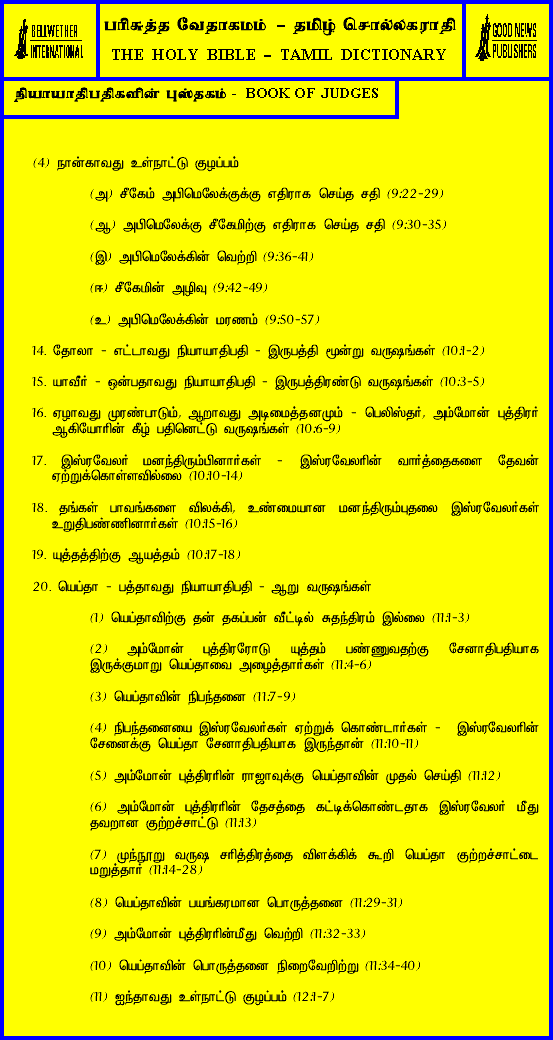 BELLWETHER
INTERNATIONAL
பரிசுத்த வேதாகமம் – தமிழ் சொல்லகராதி
THE HOLY BIBLE – TAMIL DICTIONARY
GOOD NEWS
PUBLISHERS
நியாயாதிபதிகளின் புஸ்தகம் - BOOK OF JUDGES
(4) நான்காவது உள்நாட்டு குழப்பம்
(அ) சீகேம் அபிமெலேக்குக்கு எதிராக செய்த சதி (9:22-29)
(ஆ) அபிமெலேக்கு சீகேமிற்கு எதிராக செய்த சதி (9:30-35)
(இ) அபிமெலேக்கின் வெற்றி (9:36-41)
(ஈ) சீகேமின் அழிவு (9:42-49)
(உ) அபிமெலேக்கின் மரணம் (9:50-57)
14. தோலா - எட்டாவது நியாயாதிபதி - இருபத்தி மூன்று வருஷங்கள் (10:1-2)
15. யாவீர் - ஒன்பதாவது நியாயாதிபதி - இருபத்திரண்டு வருஷங்கள் (10:3-5)
16. ஏழாவது முரண்பாடும், ஆறாவது அடிமைத்தனமும் - பெலிஸ்தர், அம்மோன் புத்திரர்
ஆகியோரின் கீழ் பதினெட்டு வருஷங்கள் (10:6-9)
17. இஸ்ரவேலர் மனந்திரும்பினார்கள் - இஸ்ரவேலரின் வார்த்தைகளை தேவன்
ஏற்றுக்கொள்ளவில்லை (10:10-14)
18. தங்கள் பாவங்களை விலக்கி, உண்மையான மனந்திரும்புதலை இஸ்ரவேலர்கள்
உறுதிபண்ணினார்கள் (10:15-16)
19. யுத்தத்திற்கு ஆயத்தம் (10:17-18)
20. யெப்தா - பத்தாவது நியாயாதிபதி - ஆறு வருஷங்கள்
(1) யெப்தாவிற்கு தன் தகப்பன் வீட்டில் சுதந்திரம் இல்லை (11:1-3)
(2) அம்மோன் புத்திரரோடு யுத்தம் பண்ணுவதற்கு சேனாதிபதியாக
இருக்குமாறு யெப்தாவை அழைத்தார்கள் (11:4-6)
(3) யெப்தாவின் நிபந்தனை (11:7-9)
(4) நிபந்தனையை இஸ்ரவேலர்கள் ஏற்றுக் கொண்டார்கள் - இஸ்ரவேலரின்
சேனைக்கு யெப்தா சேனாதிபதியாக இருந்தான் (11:10-11)
(5) அம்மோன் புத்திரரின் ராஜாவுக்கு யெப்தாவின் முதல் செய்தி (11:12)
(6) அம்மோன் புத்திரரின் தேசத்தை கட்டிக்கொண்டதாக இஸ்ரவேலர் மீது
தவறான குற்றச்சாட்டு (11:13)
(7) முந்நூறு வருஷ சரித்திரத்தை விளக்கிக் கூறி யெப்தா குற்றச்சாட்டை
மறுத்தார் (11:14-28)
(8) யெப்தாவின் பயங்கரமான பொருத்தனை (11:29-31)
(9) அம்மோன் புத்திரரின்மீது வெற்றி (11:32-33)
(10) யெப்தாவின் பொருத்தனை நிறைவேறிற்று (11:34-40)
(11) ஐந்தாவது உள்நாட்டு குழப்பம் (12:1-7)